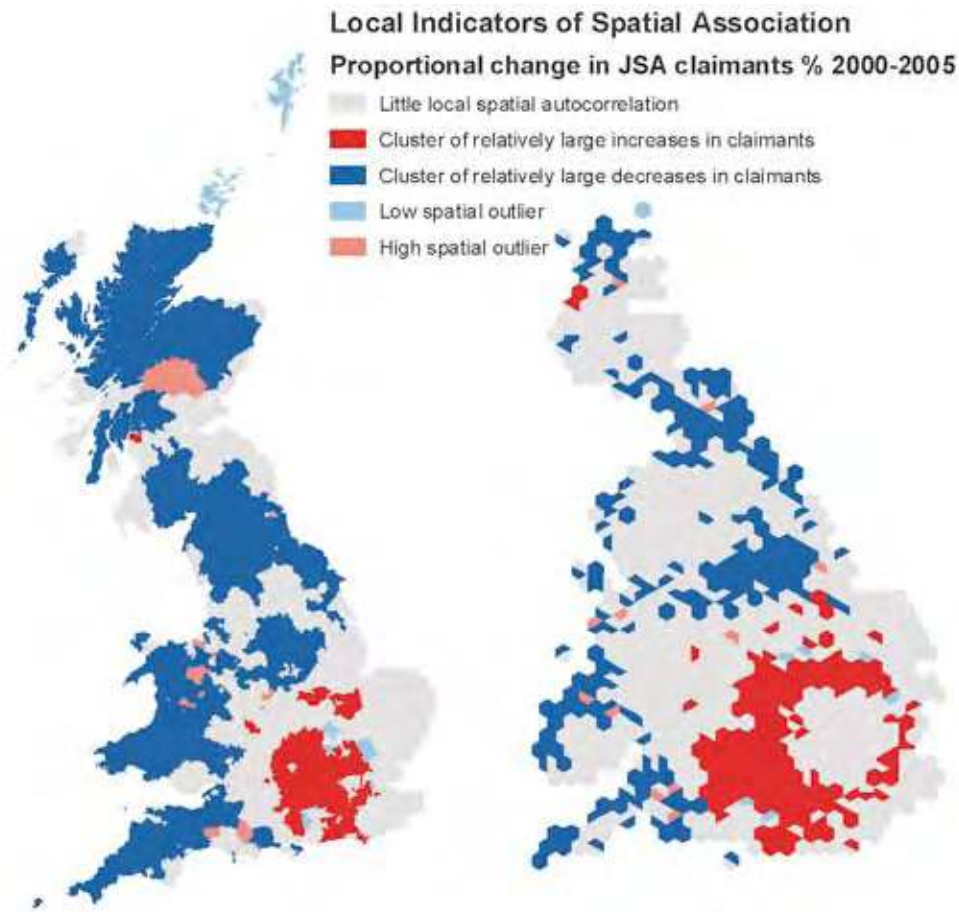 Local Indicators of Spatial Association
Proportional change in JSA claimants % 2000-2005
Little local spatial autocorrelation
Cluster of relatively large increases in claimants
Cluster of relatively large decreases in claimants
Low spatial outlier
High spatial outlier